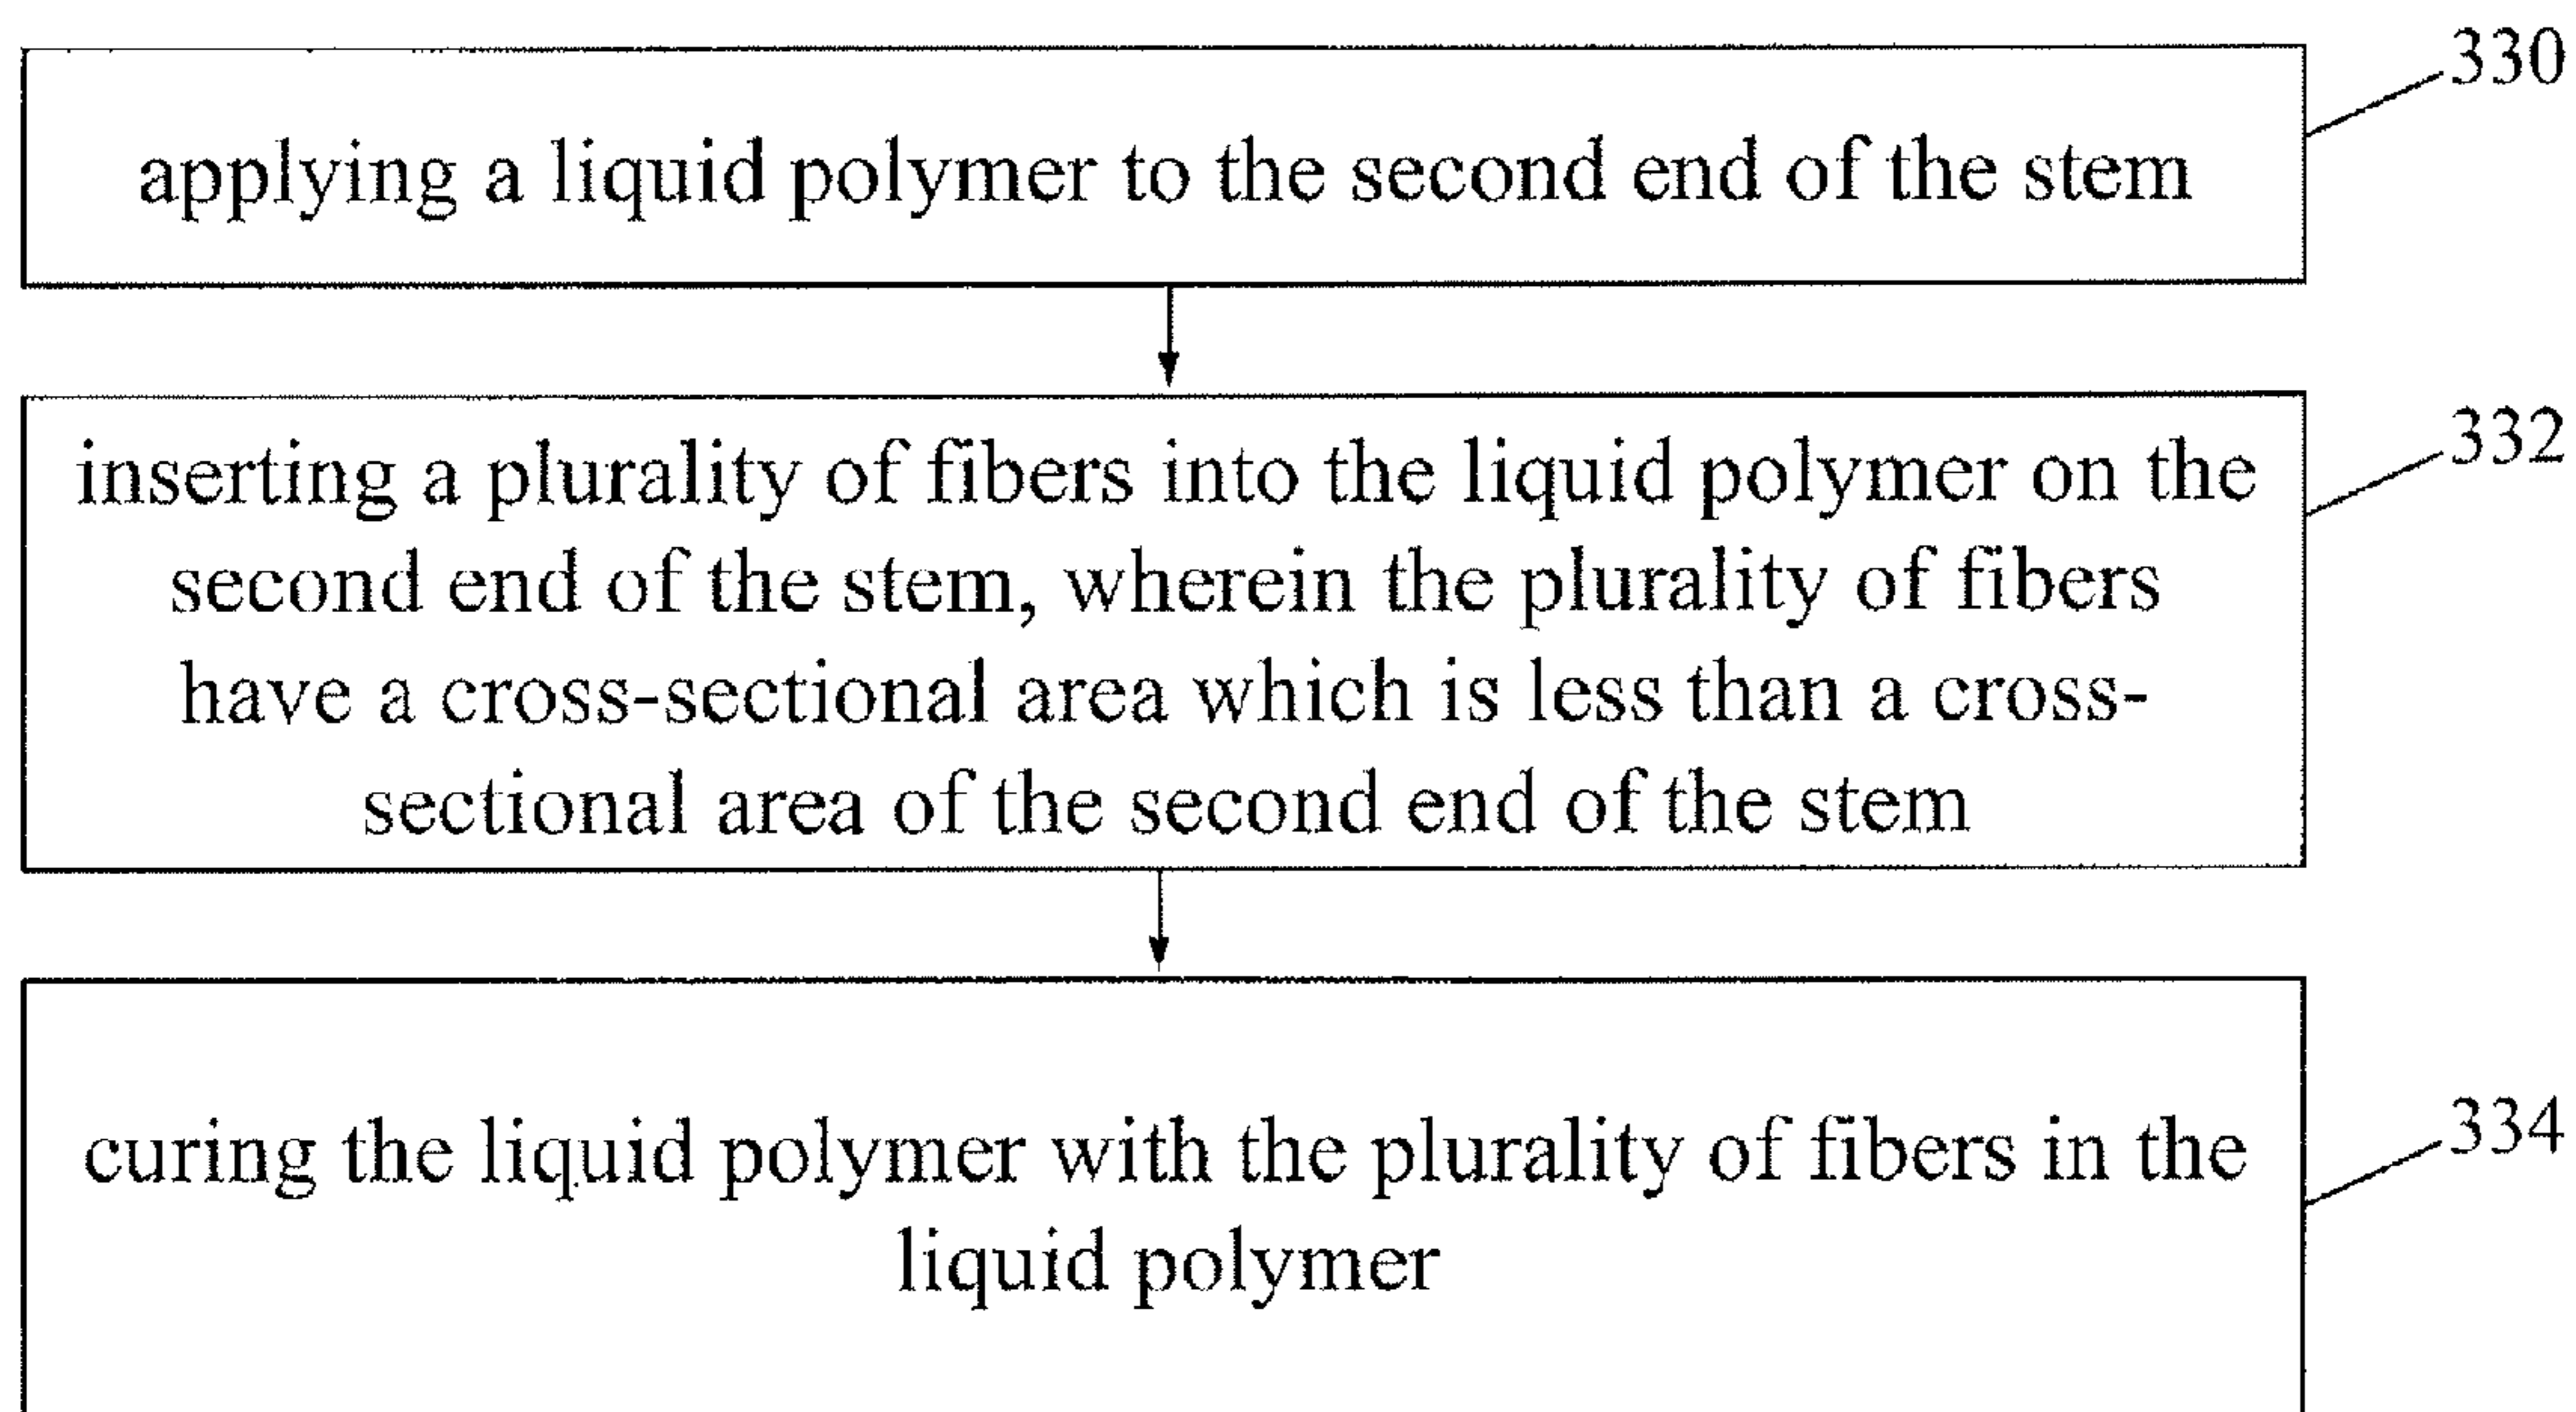 330
applying a liquid polymer to the second end of the stem
332
inserting a plurality of fibers into the liquid polymer on the
second end of the stem, wherein the plurality of fibers
have a cross-sectional area which is less than a cross-
sectional area of the second end of the stem
334
curing the liquid polymer with the plurality of fibers in the
liquid polymer